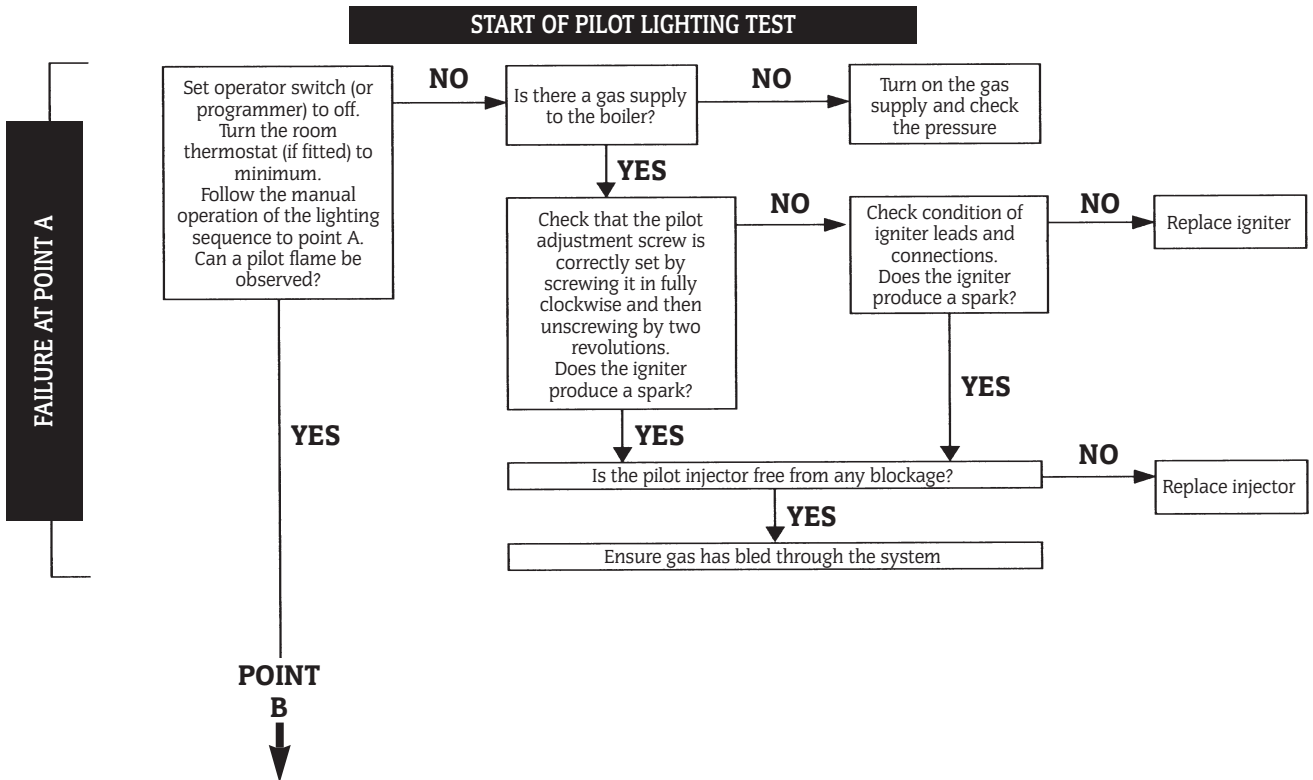 START OF PILOT LIGHTING TEST
FAILURE AT POINT A
Set operator switch (or
programmer) to off.
Turn the room
thermostat (if fitted) to
minimum.
Follow the manual
operation of the lighting
sequence to point A.
Can a pilot flame be
observed?
NO
Is there a gas supply
to the boiler?
NO
Turn on the gas
supply and check
the pressure
YES
Check that the pilot
adjustment screw is
correctly set by
screwing it in fully
clockwise and then
unscrewing by two
revolutions.
Does the igniter
produce a spark?
NO
Check condition of
igniter leads and
connections.
Does the igniter
produce a spark?
NO
Replace igniter
YES
YES
YES
Is the pilot injector free from any blockage?
NO
Replace injector
YES
Ensure gas has bled through the system
POINT
B